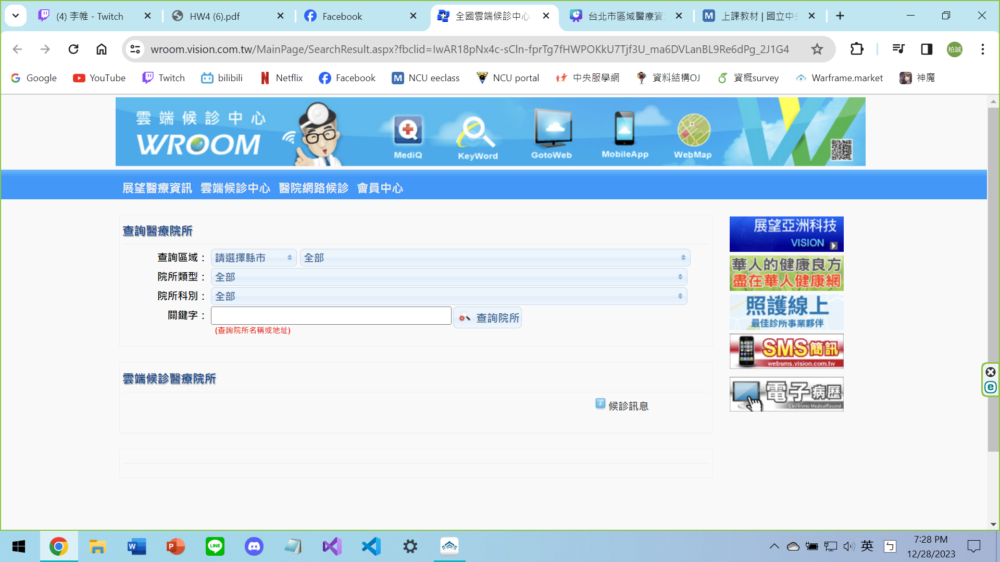 (4) 李帷 - Twitch
HW4 (6).pdf
Facebook
全國雲端候診中心
台北市區域醫療資
上課教材 | 國立中
wroom.vision.com.tw/MainPage/SearchResult.aspx?fbclid=IwAR18pNx4c-sCln-fprTg7fHWPOKkU7Tjf3U_ma6DVLanBL9Re6dPg_2J1G4
柏誠
Google
YouTube
Twitch
bilibili
Netflix
Facebook
NCU eeclass
NCU portal
中央服學網
資料結構OJ
資概survey
Warframe.market
神魔
雲端候診中心
WROOM
MediQ
KeyWord
GotoWeb
MobileApp
WebMap
展望醫療資訊 雲端候診中心 醫院網路候診 會員中心
查詢醫療院所
查詢區域： 請選擇縣市 全部
院所類型： 全部
院所科別： 全部
關鍵字： 查詢院所
(查詢院所名稱或地址)
雲端候診醫療院所
候診訊息
展望亞洲科技
VISION
華人的健康良方
盡在華人健康網
照護線上
最佳診所事業夥伴
SMS簡訊
websms.vision.com.tw
電子病歷
Electronic MedicalRecord
英
ㄅ
7:28 PM
12/28/2023